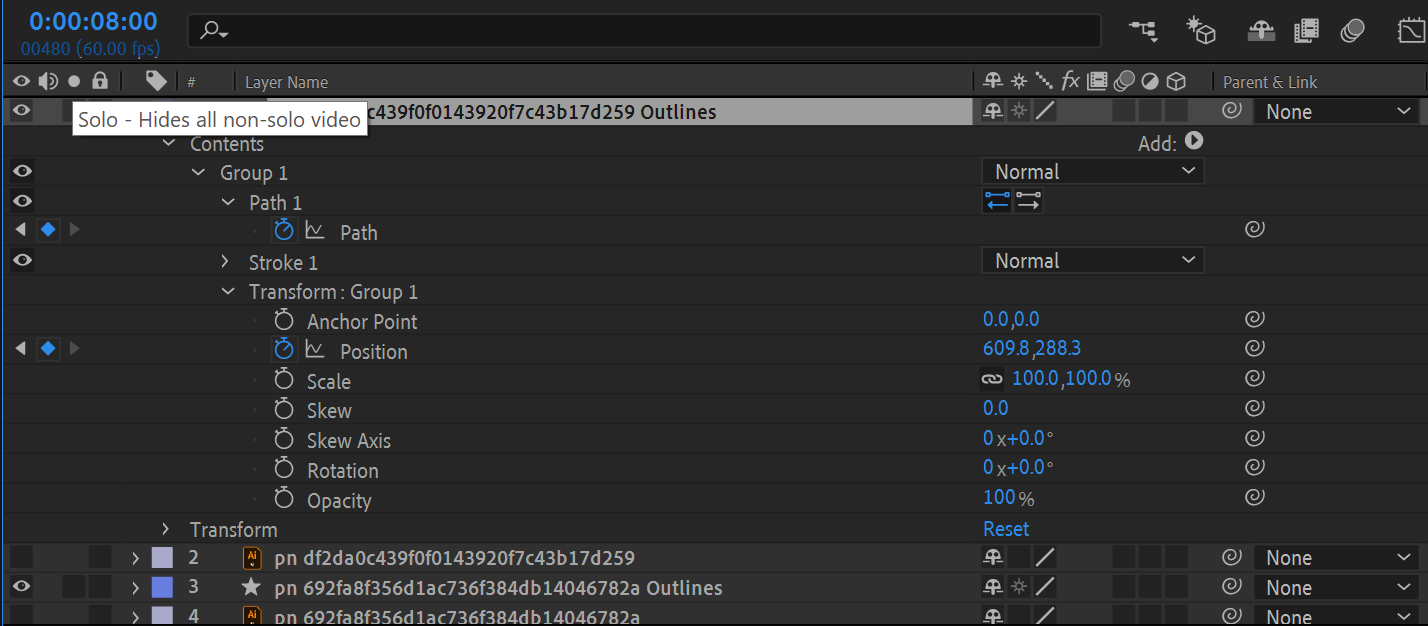 0:00:08:00
00480 (60.00 fps)
# Layer Name Parent & Link
Solo - Hides all non-solo video
c439f0f0143920f7c43b17d259 Outlines None
Contents Add:
Group 1 Normal
Path 1
Path
Stroke 1 Normal
Transform: Group 1
Anchor Point 0.0,0.0
Position 609.8,288.3
Scale 100.0,100.0%
Skew 0.0
Skew Axis 0x+0.0°
Rotation 0x+0.0°
Opacity 100%
Transform Reset
2 Ai pn df2da0c439f0f0143920f7c43b17d259 None
3 pn 692fa8f356d1ac736f384db14046782a Outlines None
4 Ai pn 692fa8f356d1ac736f384db14046782a None